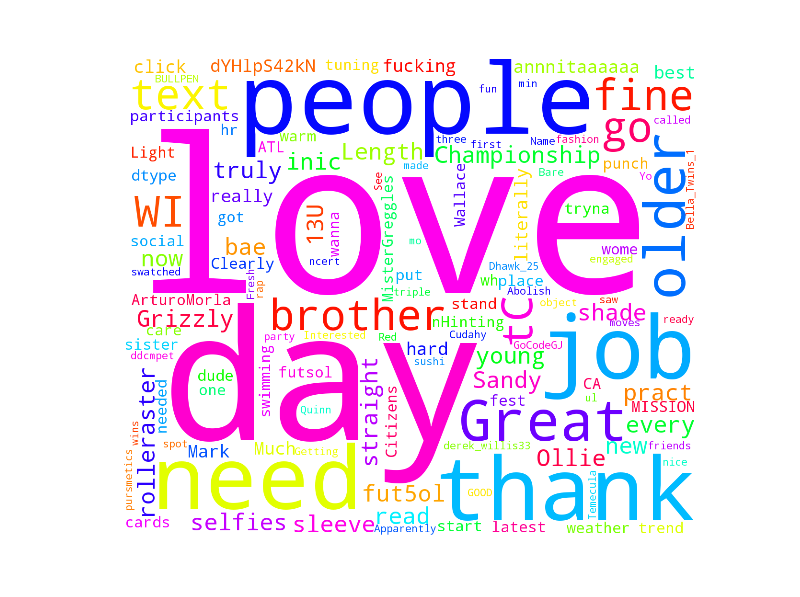 click
dYHlpS42kN
tuning
fucking
annnitaaaaaa
best
BULLPEN
text
people
fun
min
fine
called
participants
hr
warm
three
first
Name
fashion
go
Light
ATL
inic
Length
Championship
punch
Yo
dtype
truly
love
made
See
Wallace
Bare
older
Bella_Twins_1
WI
really
13U
wanna
MisterGreggles
literally
tryna
social
got
now
bae
mo
wome
swatched
Clearly
ncert
put
wh
place
Dhawk_25
engaged
Fresh
rap
triple
Abolish
ArturoMorla
brother
stand
tC
object
saw
shade
ready
Grizzly
nHinting
moves
care
day
party
Interested
Red
Cudahy
GoCodeGJ
job
sister
swimming
hard
young
ddcmpet
dude
futsol
straight
sushi
Sandy
CA
one
needed
fest
ul
pract
MISSION
rolleraster
Quinn
Citizens
Great
every
wins
spot
Mark
Much
Getting
derek_willis33
new
friends
pursmetics
need
Ollie
nice
fut5ol
GOOD
thank
Temecula
read
cards
selfies
sleeve
Apparently
start
latest
weather
trend